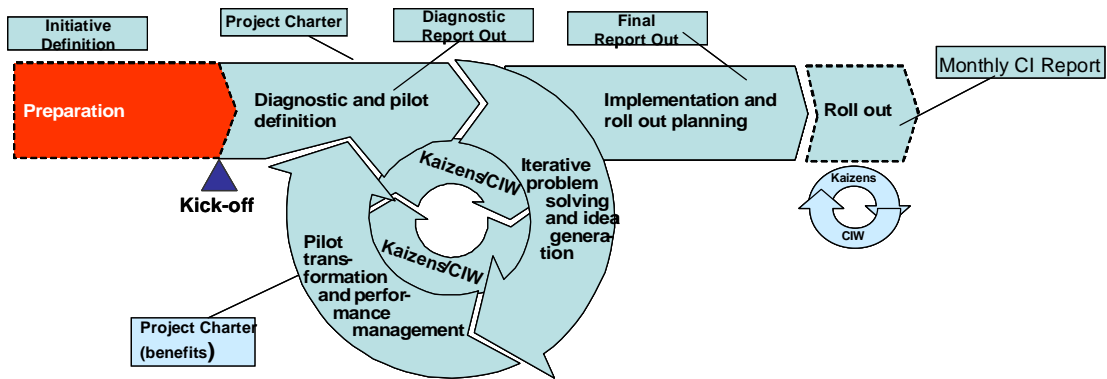 Initiative
Definition
Project Charter
Diagnostic
Report Out
Final
Report Out
Monthly CI Report
Preparation
Diagnostic and pilot
definition
Implementation and
roll out planning
Roll out
Kick-off
Kaizens/CIW
Iterative
problem
solving
and idea
genera-
tion
Kaizens/CIW
Pilot
trans-
formation
and perfor-
mance
management
Kaizens
CIW
Project Charter
(benefits)